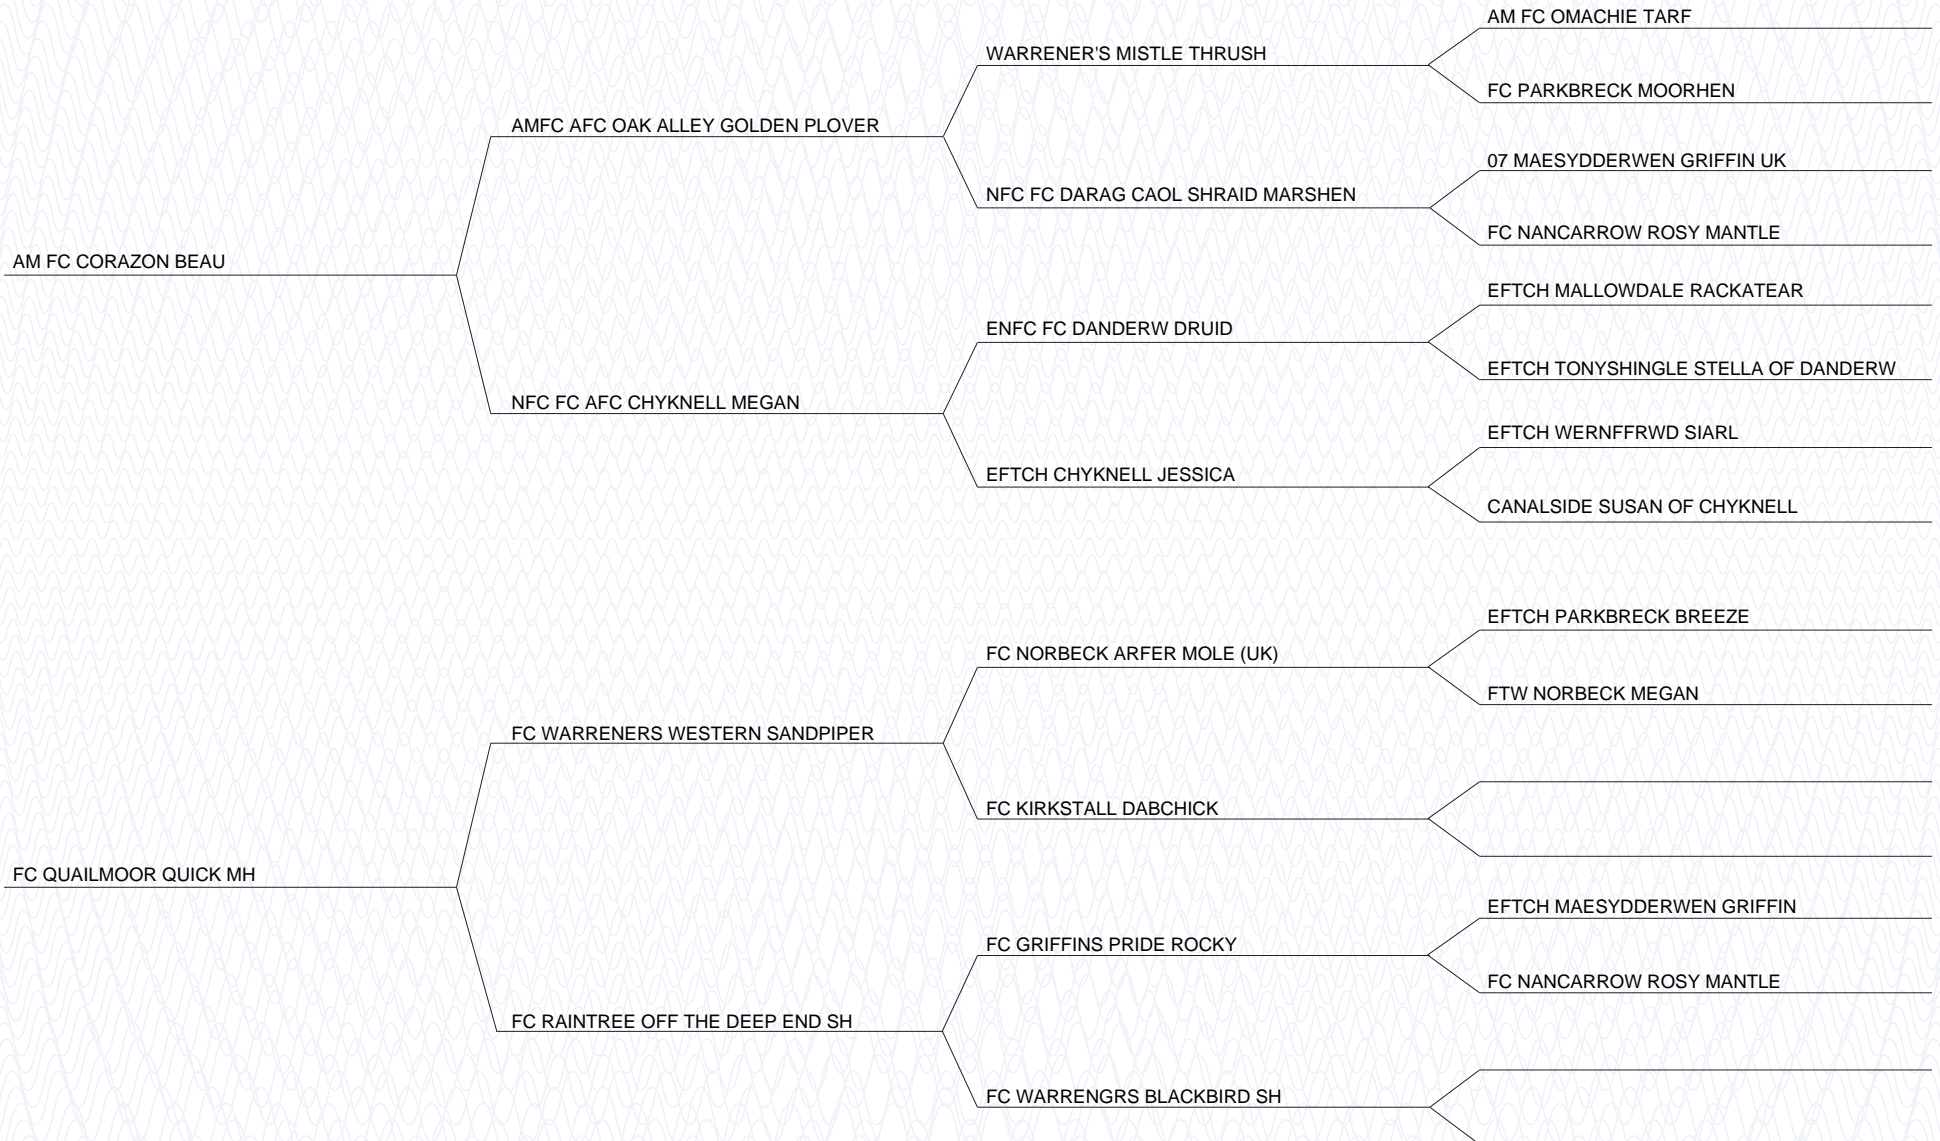 AM FC OMACHIE TARF
WARRENER'S MISTLE THRUSH
FC PARKBRECK MOORHEN
AMFC AFC OAK ALLEY GOLDEN PLOVER
07 MAESYDDERWEN GRIFFIN UK
NFC FC DARAG CAOL SHRAID MARSHEN
FC NANCARROW ROSY MANTLE
AM FC CORAZON BEAU
EFTCH MALLOWDALE RACKATEAR
ENFC FC DANDERW DRUID
EFTCH TONYSHINGLE STELLA OF DANDERW
NFC FC AFC CHYKNELL MEGAN
EFTCH WERNFFRWD SIARL
EFTCH CHYKNELL JESSICA
CANALSIDE SUSAN OF CHYKNELL
EFTCH PARKBRECK BREEZE
FC NORBECK ARFER MOLE (UK)
FTW NORBECK MEGAN
FC WARRENERS WESTERN SANDPIPER
FC KIRKSTALL DABCHICK
FC QUAILMOOR QUICK MH
EFTCH MAESYDDERWEN GRIFFIN
FC GRIFFINS PRIDE ROCKY
FC NANCARROW ROSY MANTLE
FC RAINTREE OFF THE DEEP END SH
FC WARRENGRS BLACKBIRD SH